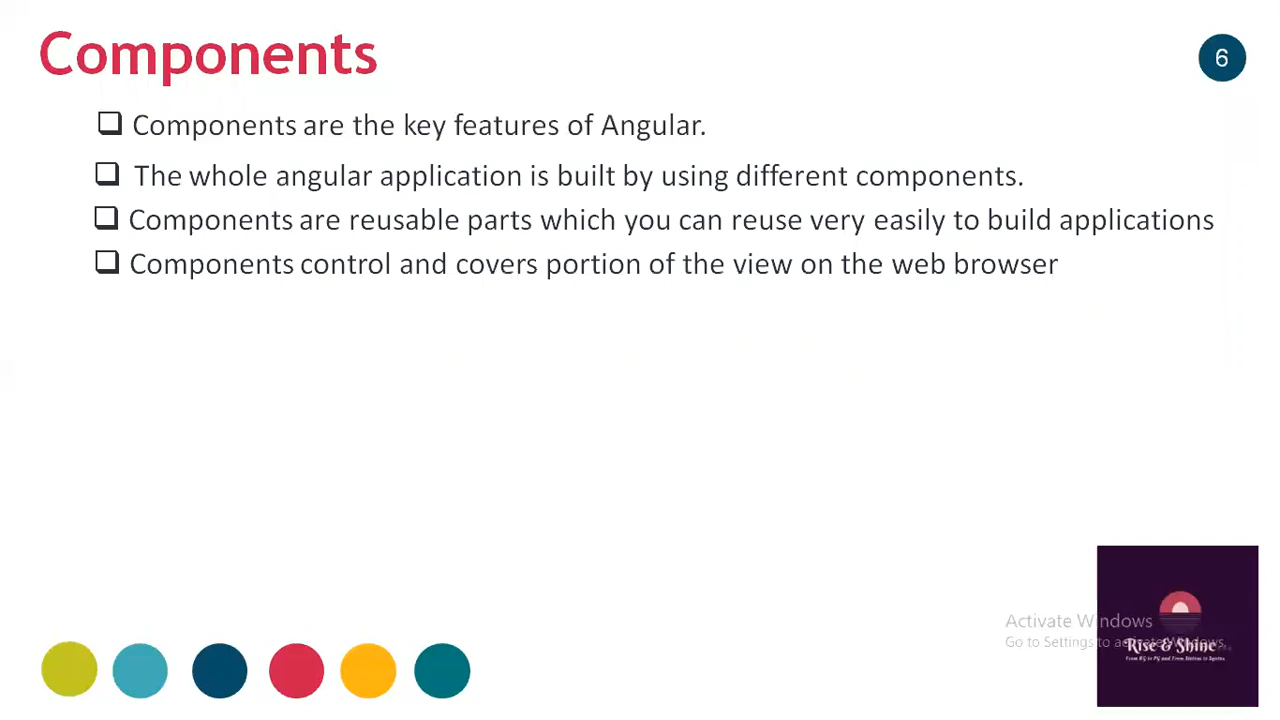 Components
6
Components are the key features of Angular.
The whole angular application is built by using different components.
Components are reusable parts which you can reuse very easily to build applications
Components control and covers portion of the view on the web browser
Activate Windows
Go to Settings to activate Windows.
Rise & Shine